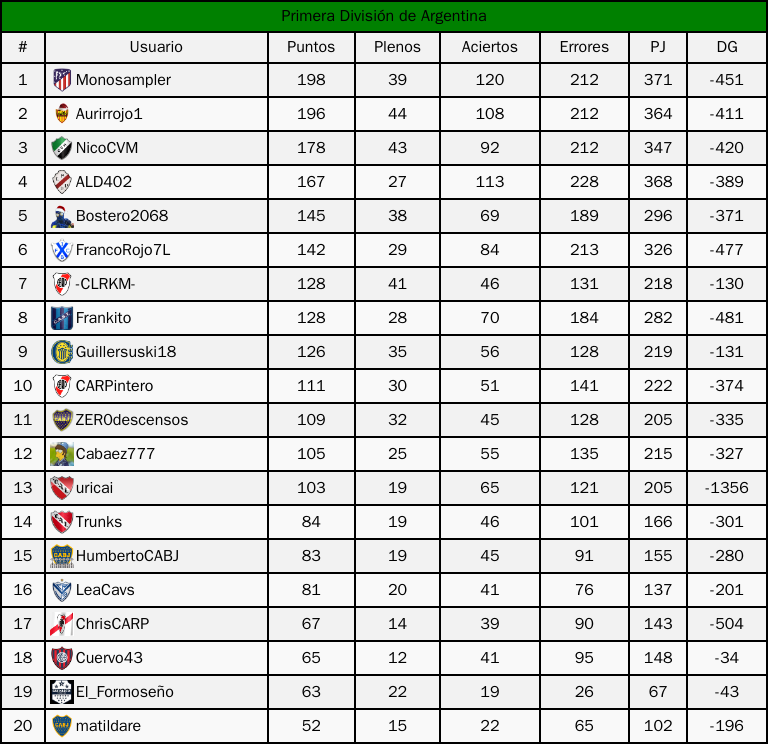 Primera División de Argentina
# Usuario Puntos Plenos Aciertos Errores PJ DG
1 Monosampler 198 39 120 212 371 -451
2 Aurirrojo1 196 44 108 212 364 -411
3 NicoCVM 178 43 92 212 347 -420
4 ALD402 167 27 113 228 368 -389
5 Bostero2068 145 38 69 189 296 -371
6 FrancoRojo7L 142 29 84 213 326 -477
7 -CLRKM- 128 41 46 131 218 -130
8 Frankito 128 28 70 184 282 -481
9 Guillersuski18 126 35 56 128 219 -131
10 CARPintero 111 30 51 141 222 -374
11 ZER0descensos 109 32 45 128 205 -335
12 Cabaez777 105 25 55 135 215 -327
13 uricai 103 19 65 121 205 -1356
14 Trunks 84 19 46 101 166 -301
15 HumbertoCABJ 83 19 45 91 155 -280
16 LeaCavs 81 20 41 76 137 -201
17 ChrisCARP 67 14 39 90 143 -504
18 Cuervo43 65 12 41 95 148 -34
19 El_Formoseño 63 22 19 26 67 -43
20 matildare 52 15 22 65 102 -196